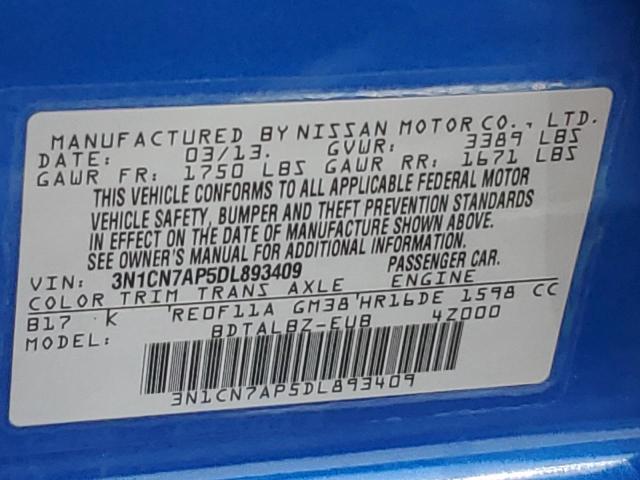 MANUFACTURED BY NISSAN MOTOR CO., LTD.
DATE: 03/13. GVWR: 3389 LBS
GAWR FR: 1750 LBS GAWR RR: 1671 LBS
THIS VEHICLE CONFORMS TO ALL APPLICABLE FEDERAL MOTOR
VEHICLE SAFETY, BUMPER AND THEFT PREVENTION STANDARDS
IN EFFECT ON THE DATE OF MANUFACTURE SHOWN ABOVE.
SEE OWNER'S MANUAL FOR ADDITIONAL INFORMATION.
VIN: 3N1CN7AP5DL893409 PASSENGER CAR.
COLOR TRIM TRANS AXLE ENGINE
B17 K RE0F11A GM38 HR16DE 1598 CC
MODEL: BDTALBZ-EUB 4Z000
3N1CN7AP5DL893409